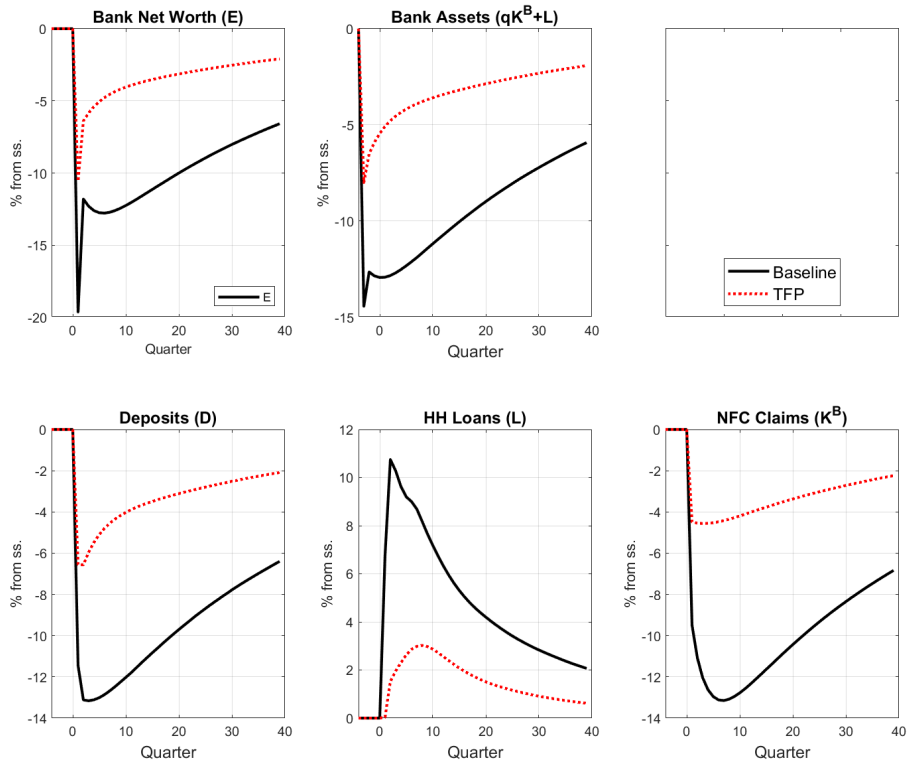 Bank Net Worth (E)
0
-5
-10
-15
-20
% from ss.
0 10 20 30 40
Quarter
E
Bank Assets (qK^B+L)
0
-5
-10
-15
% from ss.
0 10 20 30 40
Quarter
Baseline
TFP
Deposits (D)
0
-2
-4
-6
-8
-10
-12
-14
% from ss.
0 10 20 30 40
Quarter
HH Loans (L)
12
10
8
6
4
2
0
% from ss.
0 10 20 30 40
Quarter
NFC Claims (K^B)
0
-2
-4
-6
-8
-10
-12
-14
% from ss.
0 10 20 30 40
Quarter